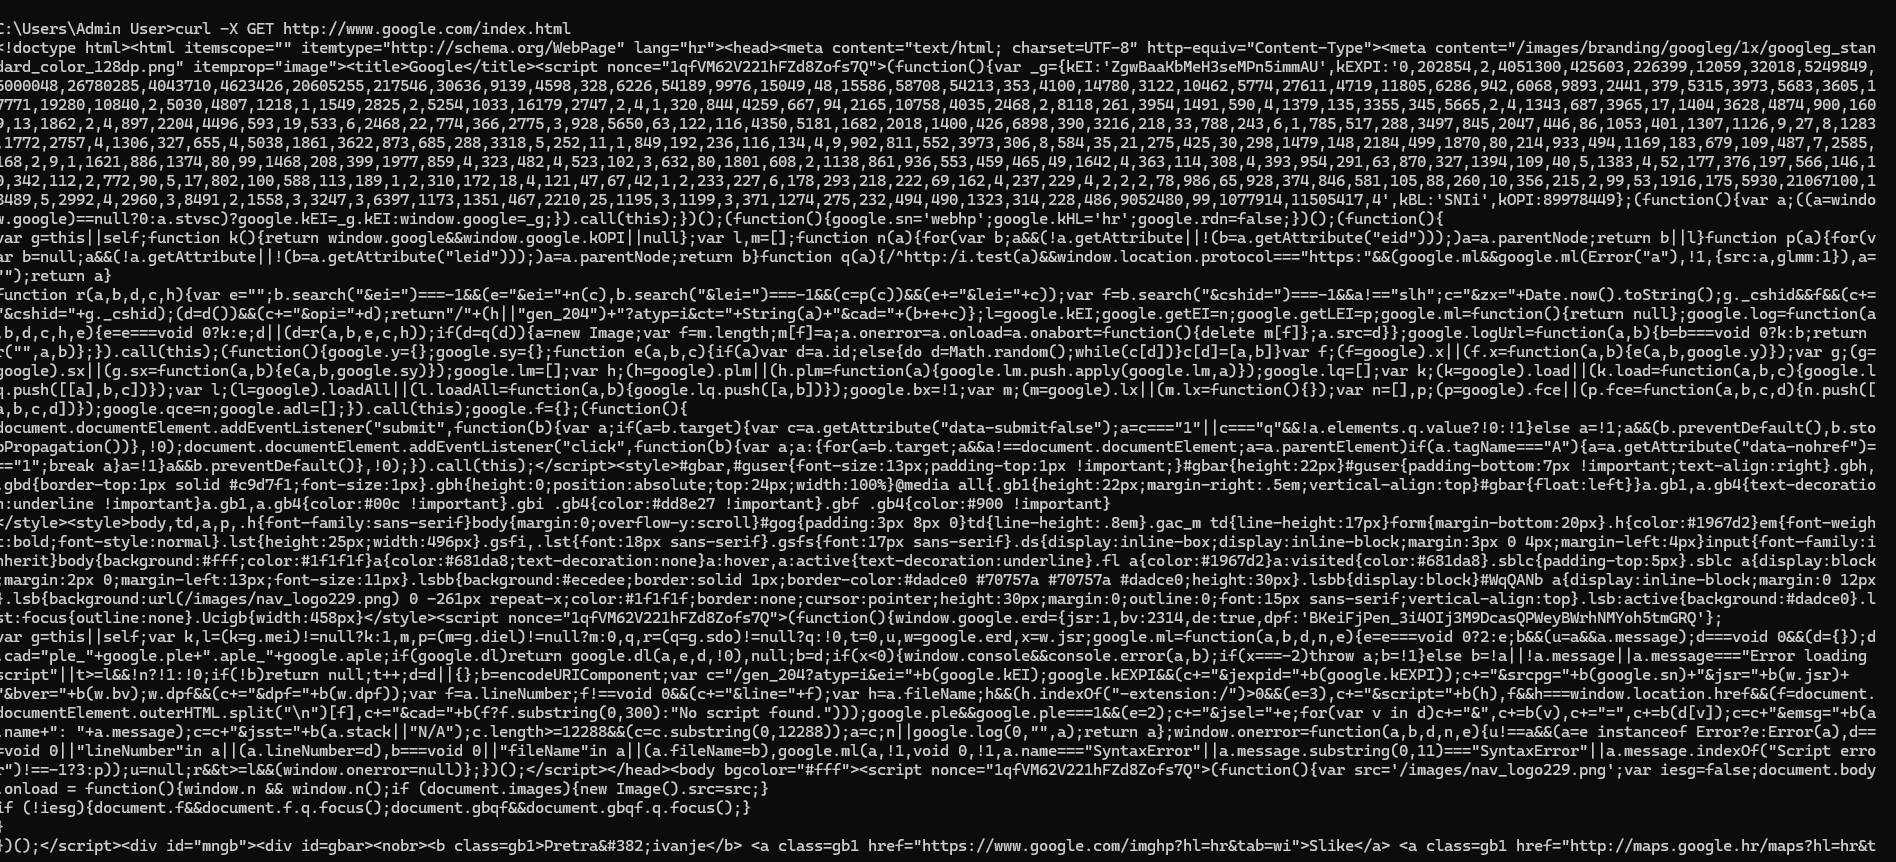 C:\Users\Admin User>curl -X GET http://www.google.com/index.html
<!doctype html><html itemscope="" itemtype="http://schema.org/WebPage" lang="hr"><head><meta content="text/html; charset=UTF-8" http-equiv="Content-Type"><meta content="/images/branding/googleg/1x/googleg_stan
dard_color_128dp.png" itemprop="image"><title>Google</title><script nonce="1qfVM62V221hFZd8Zofs7Q">(function(){var _g={kEI:'ZgwBaaKbMeH3seMPn5immAU',kEXPI:'0,202854,2,4051300,425603,226399,12059,32018,5249849,
6000048,26780285,4043710,4623426,20605255,217546,30636,9139,4598,328,6226,54189,9976,15049,48,15586,58708,54213,353,4100,14780,3122,10462,5774,27611,4719,11805,6286,942,6068,9893,2441,379,5315,3973,5683,3605,1
7771,19280,10840,2,5030,4807,1218,1,1549,2825,2,5254,1033,16179,2747,2,4,1,320,844,4259,667,94,2165,10758,4035,2468,2,8118,261,3954,1491,590,4,1379,135,3355,345,5665,2,4,1343,687,3965,17,1404,3628,4874,900,160
9,13,1862,2,4,897,2204,4496,593,19,533,6,2468,22,774,366,2775,3,928,5650,63,122,116,4350,5181,1682,2018,1400,426,6898,390,3216,218,33,788,243,6,1,785,517,288,3497,845,2047,446,86,1053,401,1307,1126,9,27,8,1283
,1772,2757,4,1306,327,655,4,5038,1861,3622,873,685,288,3318,5,252,11,1,849,192,236,116,134,4,9,902,811,552,3973,306,8,584,35,21,275,425,30,298,1479,148,2184,499,1870,80,214,933,494,1169,183,679,109,487,7,2585,
168,2,9,1,1621,886,1374,80,99,1468,208,399,1977,859,4,323,482,4,523,102,3,632,80,1801,608,2,1138,861,936,553,459,465,49,1642,4,363,114,308,4,393,954,291,63,870,327,1394,109,40,5,1383,4,52,177,376,197,566,146,1
0,342,112,2,772,90,5,17,802,100,588,113,189,1,2,310,172,18,4,121,47,67,42,1,2,233,227,6,178,293,218,222,69,162,4,237,229,4,2,2,2,78,986,65,928,374,846,581,105,88,260,10,356,215,2,99,53,1916,175,5930,21067100,1
8489,5,2992,4,2960,3,8491,2,1558,3,3247,3,6397,1173,1351,467,2210,25,1195,3,1199,3,371,1274,275,232,494,490,1323,314,228,486,9052480,99,1077914,11505417,4',kBL:'SNIi',kOPI:89978449};(function(){var a;((a=windo
w.google)==null?0:a.stvsc)?google.kEI=_g.kEI:window.google=_g;}).call(this);})();(function(){google.sn='webhp';google.kHL='hr';google.rdn=false;})();(function(){
var g=this||self;function k(){return window.google&&window.google.kOPI||null};var l,m=[];function n(a){for(var b;a&&(!a.getAttribute||!(b=a.getAttribute("eid")));)a=a.parentNode;return b||l}function p(a){for(v
ar b=null;a&&(!a.getAttribute||!(b=a.getAttribute("leid")));)a=a.parentNode;return b}function q(a){/^http:/i.test(a)&&window.location.protocol==="https:"&&(google.ml&&google.ml(Error("a"),!1,{src:a,glmm:1}),a=
"");return a}
function r(a,b,d,c,h){var e="";b.search("&ei=")===-1&&(e="&ei="+n(c),b.search("&lei=")===-1&&(c=p(c))&&(e+="&lei="+c));var f=b.search("&cshid=")===-1&&a!=="slh";c="&zx="+Date.now().toString();g._cshid&&f&&(c+=
"&cshid="+g._cshid);(d=d())&&(c+="&opi="+d);return"/"+(h||"gen_204")+"?atyp=i&ct="+String(a)+"&cad="+(b+e+c)};l=google.kEI;google.getEI=n;google.getLEI=p;google.ml=function(){return null};google.log=function(a
,b,d,c,h,e){e=e===void 0?k:e;d||(d=r(a,b,e,c,h));if(d=q(d)){a=new Image;var f=m.length;m[f]=a;a.onerror=a.onload=a.onabort=function(){delete m[f]};a.src=d}};google.logUrl=function(a,b){b=b===void 0?k:b;return
r("",a,b)};}).call(this);(function(){google.y={};google.sy={};function e(a,b,c){if(a)var d=a.id;else{do d=Math.random();while(c[d])}c[d]=[a,b]}var f;(f=google).x||(f.x=function(a,b){e(a,b,google.y)});var g;(g=
google).sx||(g.sx=function(a,b){e(a,b,google.sy)});google.lm=[];var h;(h=google).plm||(h.plm=function(a){google.lm.push.apply(google.lm,a)});google.lq=[];var k;(k=google).load||(k.load=function(a,b,c){google.l
q.push([[a],b,c])});var l;(l=google).loadAll||(l.loadAll=function(a,b){google.lq.push([a,b])});google.bx=!1;var m;(m=google).lx||(m.lx=function(){});var n=[],p;(p=google).fce||(p.fce=function(a,b,c,d){n.push([
a,b,c,d])});google.qce=n;google.adl=[];}).call(this);google.f={};(function(){
document.documentElement.addEventListener("submit",function(b){var a;if(a=b.target){var c=a.getAttribute("data-submitfalse");a=c==="1"||c==="q"&&!a.elements.q.value?!0:!1}else a=!1;a&&(b.preventDefault(),b.sto
pPropagation())},!0);document.documentElement.addEventListener("click",function(b){var a;a:{for(a=b.target;a&&a!==document.documentElement;a=a.parentElement)if(a.tagName==="A"){a=a.getAttribute("data-nohref")=
=="1";break a}a=!1}a&&b.preventDefault()},!0);}).call(this);</script><style>#gbar,#guser{font-size:13px;padding-top:1px !important;}#gbar{height:22px}#guser{padding-bottom:7px !important;text-align:right}.gbh,
.gbd{border-top:1px solid #c9d7f1;font-size:1px}.gbh{height:0;position:absolute;top:24px;width:100%}@media all{.gb1{height:22px;margin-right:.5em;vertical-align:top}#gbar{float:left}}a.gb1,a.gb4{text-decoratio
n:underline !important}a.gb1,a.gb4{color:#00c !important}.gbi .gb4{color:#dd8e27 !important}.gbf .gb4{color:#900 !important}
</style><style>body,td,a,p,.h{font-family:sans-serif}body{margin:0;overflow-y:scroll}#gog{padding:3px 8px 0}td{line-height:.8em}.gac_m td{line-height:17px}form{margin-bottom:20px}.h{color:#1967d2}em{font-weigh
t:bold;font-style:normal}.lst{height:25px;width:496px}.gsfi,.lst{font:18px sans-serif}.gsfs{font:17px sans-serif}.ds{display:inline-box;display:inline-block;margin:3px 0 4px;margin-left:4px}input{font-family:i
nherit}body{background:#fff;color:#1f1f1f}a{color:#681da8;text-decoration:none}a:hover,a:active{text-decoration:underline}.fl a{color:#1967d2}a:visited{color:#681da8}.sblc{padding-top:5px}.sblc a{display:block
;margin:2px 0;margin-left:13px;font-size:11px}.lsbb{background:#ecedee;border:solid 1px;border-color:#dadce0 #70757a #70757a #dadce0;height:30px}.lsbb{display:block}#WqQANb a{display:inline-block;margin:0 12px
}.lsb{background:url(/images/nav_logo229.png) 0 -261px repeat-x;color:#1f1f1f;border:none;cursor:pointer;height:30px;margin:0;outline:0;font:15px sans-serif;vertical-align:top}.lsb:active{background:#dadce0}.l
st:focus{outline:none}.Ucigb{width:458px}</style><script nonce="1qfVM62V221hFZd8Zofs7Q">(function(){window.google.erd={jsr:1,bv:2314,de:true,dpf:'BKeiFjPen_3i4OIj3M9DcasQPWeyBWrhNMYoh5tmGRQ'};
var g=this||self;var k,l=(k=g.mei)!=null?k:1,m,p=(m=g.diel)!=null?m:0,q,r=(q=g.sdo)!=null?q:!0,t=0,u,w=google.erd,x=w.jsr;google.ml=function(a,b,d,n,e){e=e===void 0?2:e;b&&(u=a&&a.message);d===void 0&&(d={});d
.cad="ple_"+google.ple+".aple_"+google.aple;if(google.dl)return google.dl(a,e,d,!0),null;b=d;if(x<0){window.console&&console.error(a,b);if(x===-2)throw a;b=!1}else b=!a||!a.message||a.message==="Error loading
script"||t>=l&&!n?!1:!0;if(!b)return null;t++;d=d||{};b=encodeURIComponent;var c="/gen_204?atyp=i&ei="+b(google.kEI);google.kEXPI&&(c+="&jexpid="+b(google.kEXPI));c+="&srcpg="+b(google.sn)+"&jsr="+b(w.jsr)+
"&bver="+b(w.bv);w.dpf&&(c+="&dpf="+b(w.dpf));var f=a.lineNumber;f!==void 0&&(c+="&line="+f);var h=a.fileName;h&&(h.indexOf("-extension:/")>0&&(e=3),c+="&script="+b(h),f&&h===window.location.href&&(f=document.
documentElement.outerHTML.split("\n")[f],c+="&cad="+b(f?f.substring(0,300):"No script found.")));google.ple&&google.ple===1&&(e=2);c+="&jsel="+e;for(var v in d)c+="&",c+=b(v),c+="=",c+=b(d[v]);c=c+"&emsg="+b(a
.name+": "+a.message);c=c+"&jsst="+b(a.stack||"N/A");c.length>=12288&&(c=c.substring(0,12288));a=c;n||google.log(0,"",a);return a};window.onerror=function(a,b,d,n,e){u!==a&&(a=e instanceof Error?e:Error(a),d==
=void 0||"lineNumber"in a||(a.lineNumber=d),b===void 0||"fileName"in a||(a.fileName=b),google.ml(a,!1,void 0,!1,a.name==="SyntaxError"||a.message.substring(0,11)==="SyntaxError"||a.message.indexOf("Script erro
r")!==-1?3:p));u=null;r&&t>=l&&(window.onerror=null)};})();</script></head><body bgcolor="#fff"><script nonce="1qfVM62V221hFZd8Zofs7Q">(function(){var src='/images/nav_logo229.png';var iesg=false;document.body
.onload = function(){window.n && window.n();if (document.images){new Image().src=src;}
if (!iesg){document.f&&document.f.q.focus();document.gbqf&&document.gbqf.q.focus();}
}
})();</script><div id="mngb"><div id=gbar><nobr><b class=gb1>Pretra&#382;ivanje</b> <a class=gb1 href="https://www.google.com/imghp?hl=hr&tab=wi">Slike</a> <a class=gb1 href="http://maps.google.hr/maps?hl=hr&t